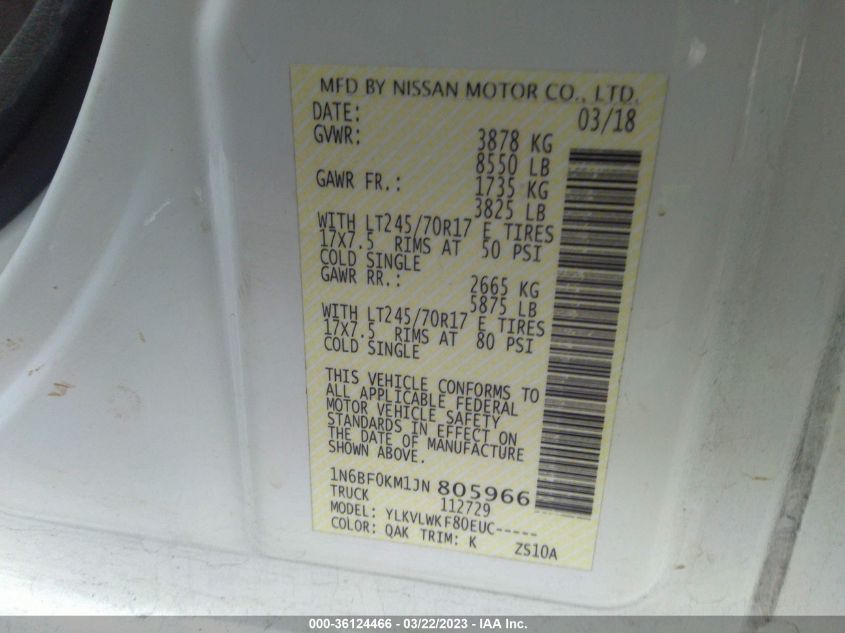 MFD BY NISSAN MOTOR CO., LTD.
DATE: 03/18
GVWR: 3878 KG
8550 LB
GAWR FR.: 1735 KG
3825 LB
WITH LT245/70R17 E TIRES
17X7.5 RIMS AT 50 PSI
COLD SINGLE
GAWR RR.: 2665 KG
5875 LB
WITH LT245/70R17 E TIRES
17X7.5 RIMS AT 80 PSI
COLD SINGLE
THIS VEHICLE CONFORMS TO
ALL APPLICABLE FEDERAL
MOTOR VEHICLE SAFETY
STANDARDS IN EFFECT ON
THE DATE OF MANUFACTURE
SHOWN ABOVE.
1N6BF0KM1JN 805966
TRUCK 112729
MODEL: YLKVLWKF80EUC-----
COLOR: QAK TRIM: K ZS10A
000-36124466 - 03/22/2023 - IAA Inc.